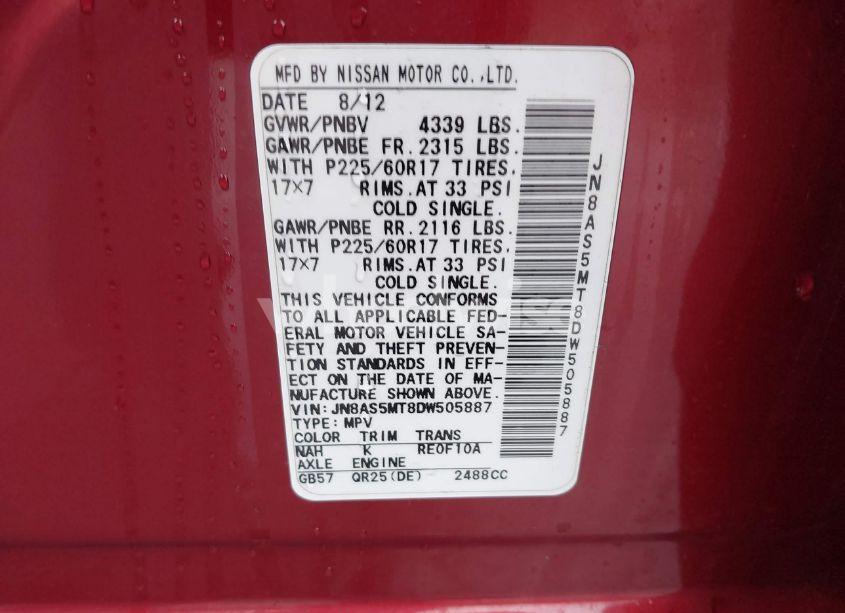 MFD BY NISSAN MOTOR CO.,LTD.
DATE 8/12
GVWR/PNBV 4339 LBS.
GAWR/PNBE FR.2315 LBS.
WITH P225/60R17 TIRES.
17×7 RIMS.AT 33 PSI
COLD SINGLE.
GAWR/PNBE RR.2116 LBS.
WITH P225/60R17 TIRES.
17×7 RIMS.AT 33 PSI
COLD SINGLE.
THIS VEHICLE CONFORMS
TO ALL APPLICABLE FED-
ERAL MOTOR VEHICLE SA-
FETY AND THEFT PREVEN-
TION STANDARDS IN EFF-
ECT ON THE DATE OF MA-
NUFACTURE SHOWN ABOVE.
VIN:JN8AS5MT8DW505887
TYPE:MPV
COLOR TRIM TRANS
NAH K RE0F10A
AXLE ENGINE
GB57 QR25(DE) 2488CC
JN8AS5MT8DW505887